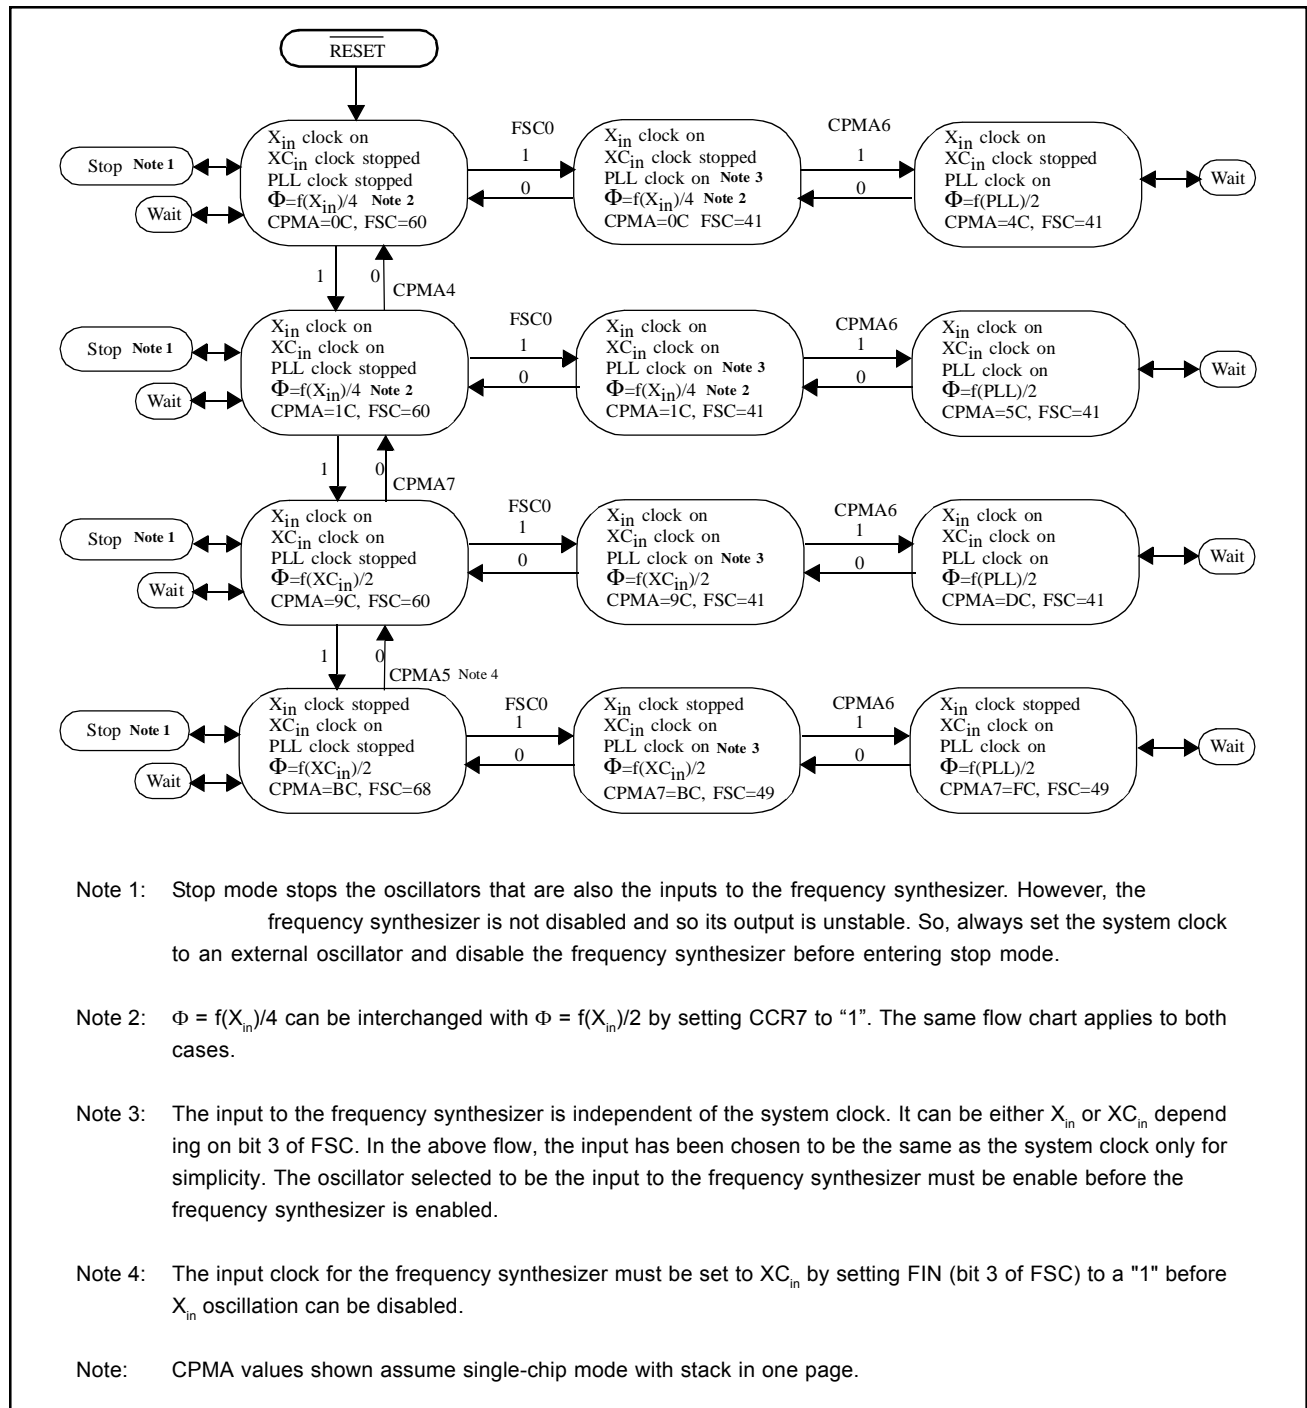 RESET
FSC0
CPMA6
Stop Note 1
Wait
Xin clock on
XCin clock stopped
PLL clock stopped
Φ=f(Xin)/4 Note 2
CPMA=0C, FSC=60
1
0
Xin clock on
XCin clock stopped
PLL clock on Note 3
Φ=f(Xin)/4 Note 2
CPMA=0C FSC=41
1
0
Xin clock on
XCin clock stopped
PLL clock on
Φ=f(PLL)/2
CPMA=4C, FSC=41
Wait
1
0
CPMA4
FSC0
CPMA6
Stop Note 1
Wait
Xin clock on
XCin clock on
PLL clock stopped
Φ=f(Xin)/4 Note 2
CPMA=1C, FSC=60
1
0
Xin clock on
XCin clock on
PLL clock on Note 3
Φ=f(Xin)/4 Note 2
CPMA=1C, FSC=41
1
0
Xin clock on
XCin clock on
PLL clock on
Φ=f(PLL)/2
CPMA=5C, FSC=41
Wait
1
0
CPMA7
FSC0
CPMA6
Stop Note 1
Wait
Xin clock on
XCin clock on
PLL clock stopped
Φ=f(XCin)/2
CPMA=9C, FSC=60
1
0
Xin clock on
XCin clock on
PLL clock on Note 3
Φ=f(XCin)/2
CPMA=9C, FSC=41
1
0
Xin clock on
XCin clock on
PLL clock on
Φ=f(PLL)/2
CPMA=DC, FSC=41
Wait
1
0
CPMA5 Note 4
FSC0
CPMA6
Stop Note 1
Wait
Xin clock stopped
XCin clock on
PLL clock stopped
Φ=f(XCin)/2
CPMA=BC, FSC=68
1
0
Xin clock stopped
XCin clock on
PLL clock on Note 3
Φ=f(XCin)/2
CPMA7=BC, FSC=49
1
0
Xin clock stopped
XCin clock on
PLL clock on
Φ=f(PLL)/2
CPMA7=FC, FSC=49
Wait
Note 1: Stop mode stops the oscillators that are also the inputs to the frequency synthesizer. However, the
frequency synthesizer is not disabled and so its output is unstable. So, always set the system clock
to an external oscillator and disable the frequency synthesizer before entering stop mode.
Note 2: Φ = f(Xin)/4 can be interchanged with Φ = f(Xin)/2 by setting CCR7 to “1”. The same flow chart applies to both
cases.
Note 3: The input to the frequency synthesizer is independent of the system clock. It can be either Xin or XCin depend
ing on bit 3 of FSC. In the above flow, the input has been chosen to be the same as the system clock only for
simplicity. The oscillator selected to be the input to the frequency synthesizer must be enable before the
frequency synthesizer is enabled.
Note 4: The input clock for the frequency synthesizer must be set to XCin by setting FIN (bit 3 of FSC) to a "1" before
Xin oscillation can be disabled.
Note: CPMA values shown assume single-chip mode with stack in one page.